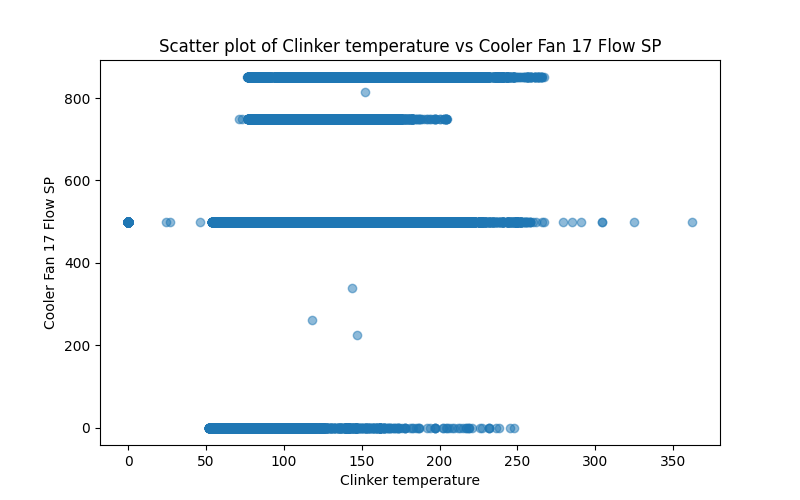 Scatter plot of Clinker temperature vs Cooler Fan 17 Flow SP
Cooler Fan 17 Flow SP
800
600
400
200
0
0 50 100 150 200 250 300 350
Clinker temperature